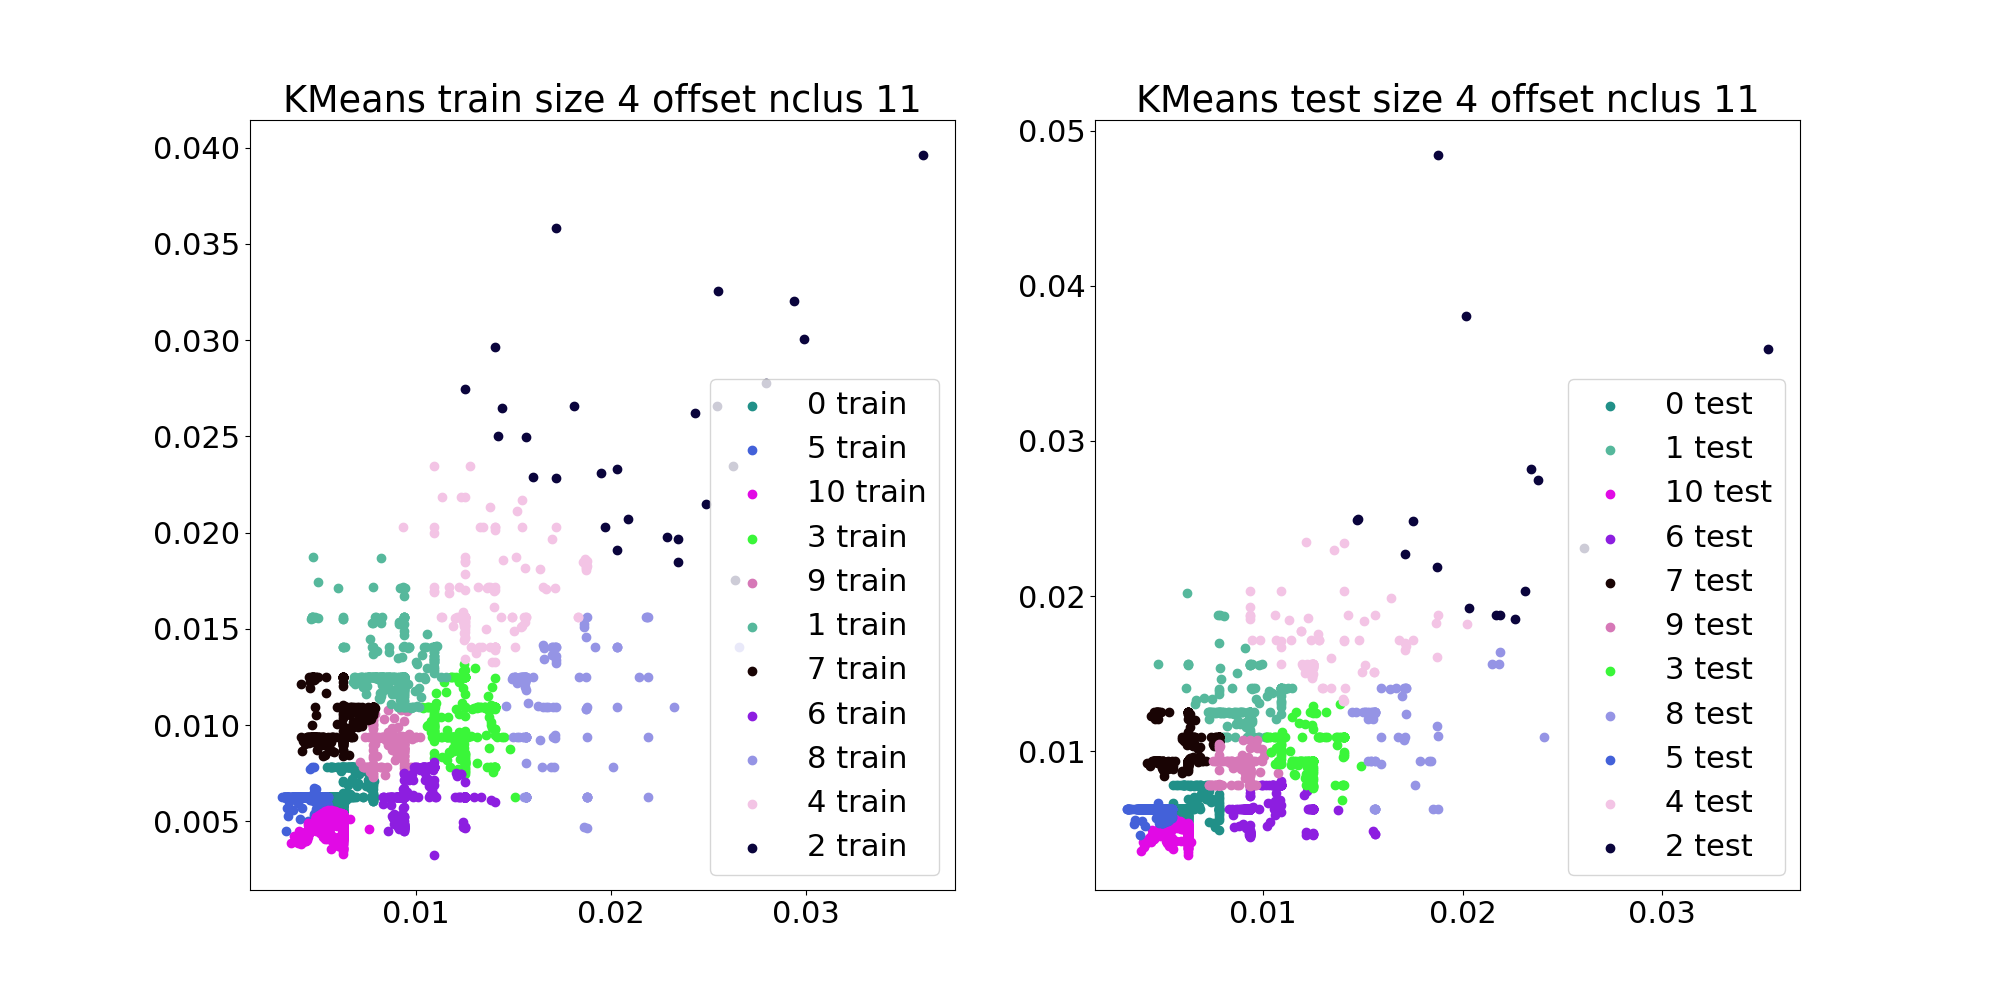 KMeans train size 4 offset nclus 11
0.040
0.035
0.030
0.025
0.020
0.015
0.010
0.005
0.01
0.02
0.03
0 train
5 train
10 train
3 train
9 train
1 train
7 train
6 train
8 train
4 train
2 train
KMeans test size 4 offset nclus 11
0.05
0.04
0.03
0.02
0.01
0.01
0.02
0.03
0 test
1 test
10 test
6 test
7 test
9 test
3 test
8 test
5 test
4 test
2 test